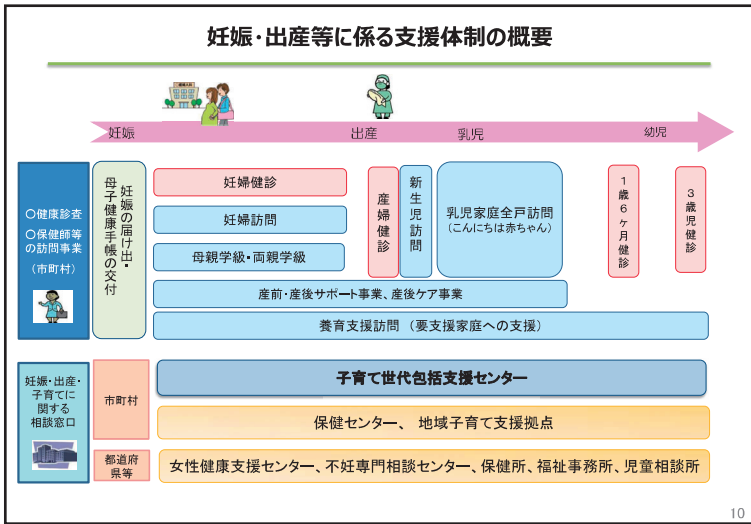 妊娠・出産等に係る支援体制の概要
妊娠
出産
乳児
幼児
〇健康診査
〇保健師等
の訪問事業
(市町村)
妊娠の届け出・
母子健康手帳の交付
妊婦健診
妊婦訪問
母親学級・両親学級
産婦健診
新生児訪問
乳児家庭全戸訪問
(こんにちは赤ちゃん)
1歳6ヶ月健診
3歳児健診
産前・産後サポート事業、産後ケア事業
養育支援訪問 (要支援家庭への支援)
妊娠・出産・
子育てに
関する
相談窓口
市町村
子育て世代包括支援センター
保健センター、 地域子育て支援拠点
都道府
県等
女性健康支援センター、不妊専門相談センター、保健所、福祉事務所、児童相談所
10